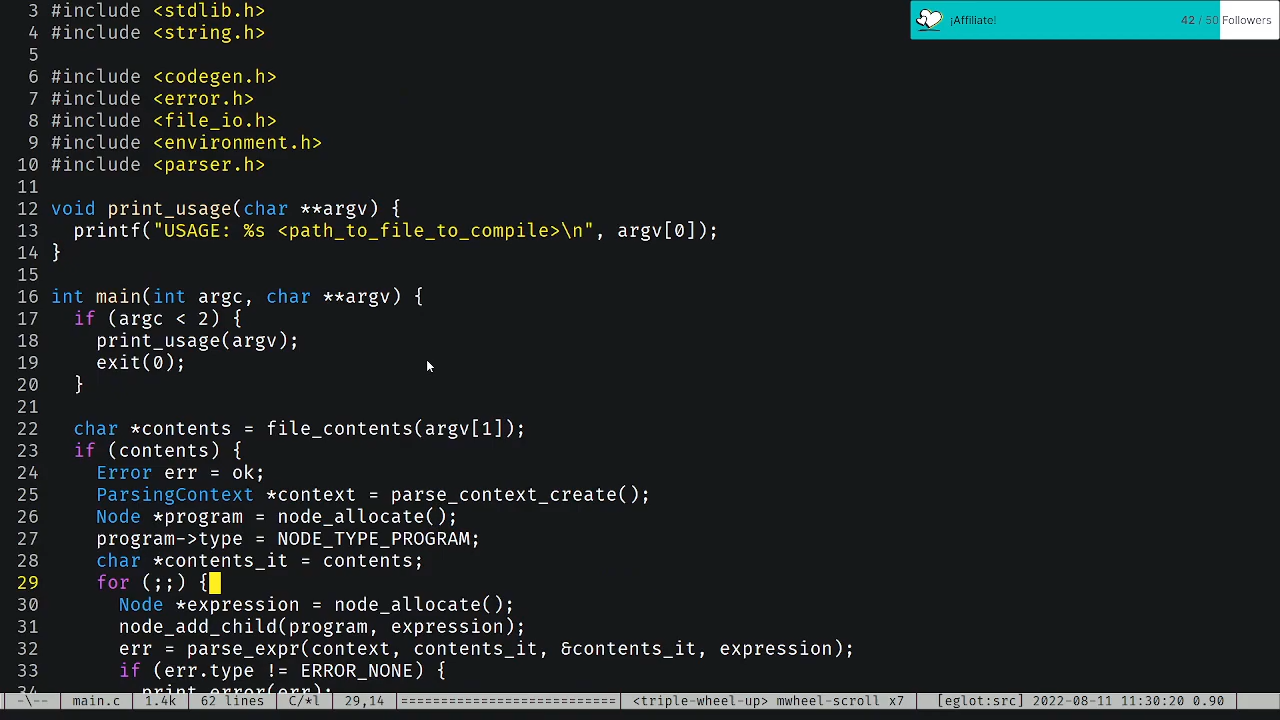 3 #include <stdlib.h>
¡Affiliate! 42 / 50 Followers
4 #include <string.h>
5
6 #include <codegen.h>
7 #include <error.h>
8 #include <file_io.h>
9 #include <environment.h>
10 #include <parser.h>
11
12 void print_usage(char **argv) {
13   printf("USAGE: %s <path_to_file_to_compile>\n", argv[0]);
14 }
15
16 int main(int argc, char **argv) {
17   if (argc < 2) {
18     print_usage(argv);
19     exit(0);
20   }
21
22   char *contents = file_contents(argv[1]);
23   if (contents) {
24     Error err = ok;
25     ParsingContext *context = parse_context_create();
26     Node *program = node_allocate();
27     program->type = NODE_TYPE_PROGRAM;
28     char *contents_it = contents;
29     for (;;) {
30       Node *expression = node_allocate();
31       node_add_child(program, expression);
32       err = parse_expr(context, contents_it, &contents_it, expression);
33       if (err.type != ERROR_NONE) {
34         print_error(err);
-\-- main.c 1.4k 62 lines C/*l 29,14 ======================== <triple-wheel-up> mwheel-scroll x7 [eglot:src] 2022-08-11 11:30:20 0.90